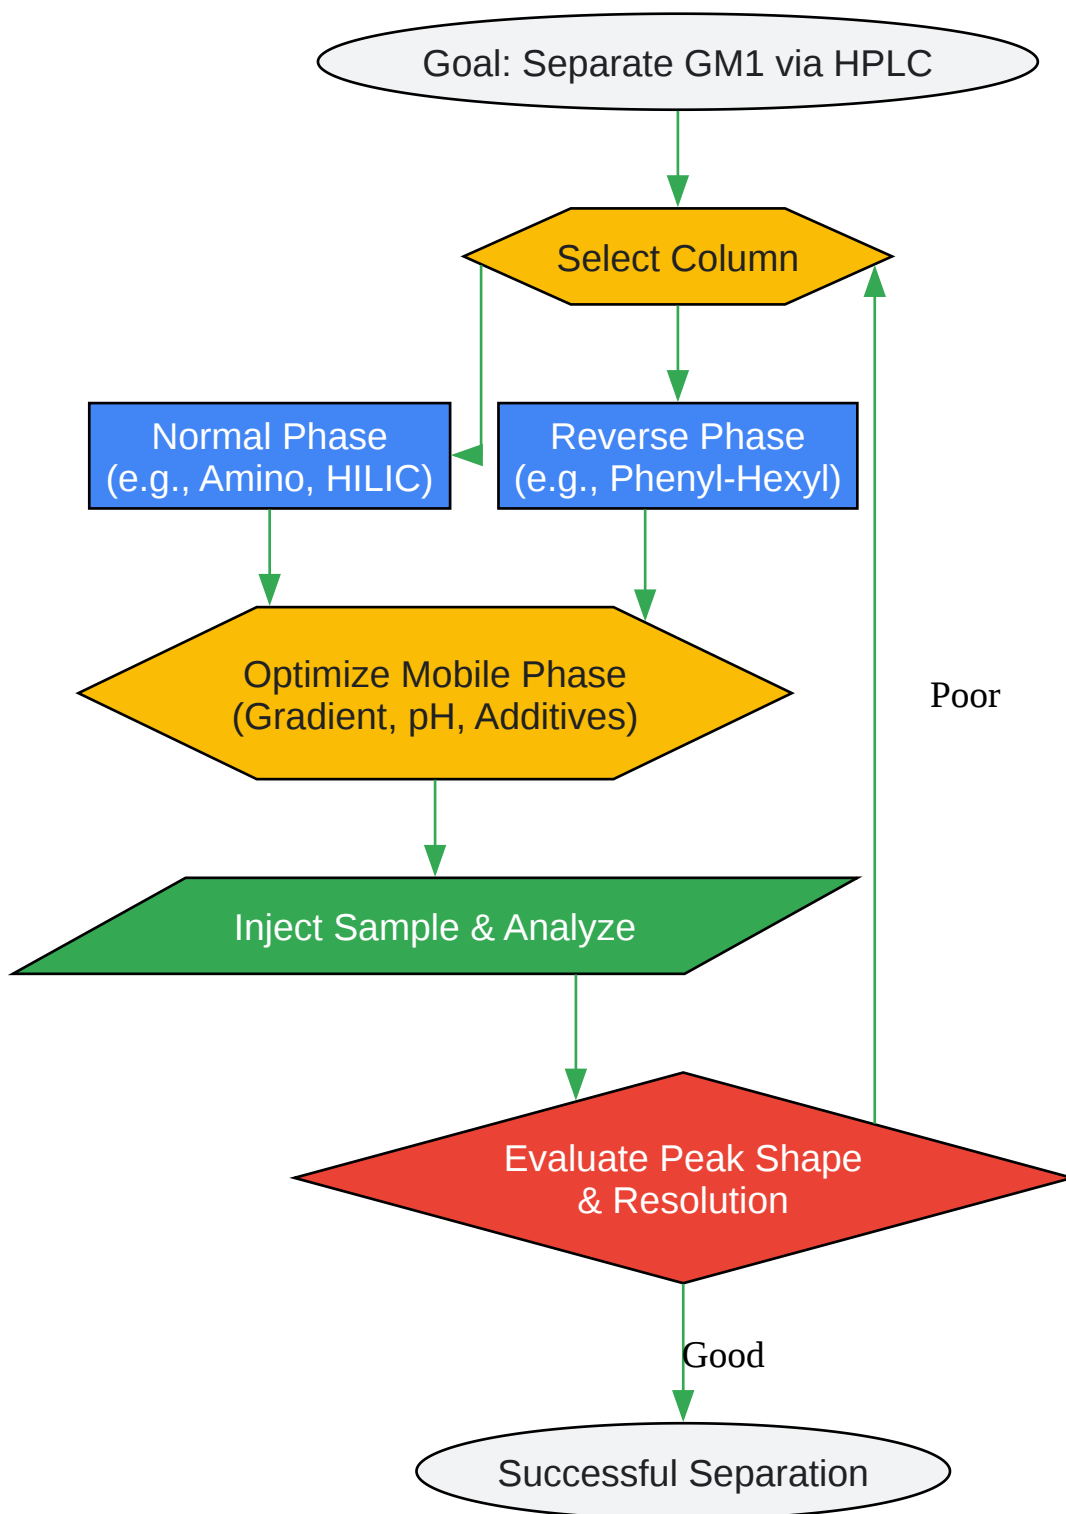 Goal: Separate GM1 via HPLC
Select Column
Normal Phase
(e.g., Amino, HILIC)
Reverse Phase
(e.g., Phenyl-Hexyl)
Optimize Mobile Phase
(Gradient, pH, Additives)
Poor
Inject Sample & Analyze
Evaluate Peak Shape
& Resolution
Good
Successful Separation